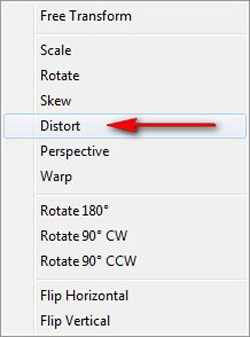 Free Transform
Scale
Rotate
Skew
Distort
Perspective
Warp
Rotate 180°
Rotate 90° CW
Rotate 90° CCW
Flip Horizontal
Flip Vertical